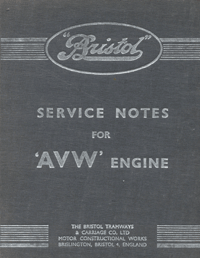 "Bristol"
SERVICE NOTES
FOR
'AVW' ENGINE
THE BRISTOL TRAMWAYS
& CARRIAGE CO., LTD
MOTOR CONSTRUCTIONAL WORKS
BRISLINGTON, BRISTOL 4, ENGLAND